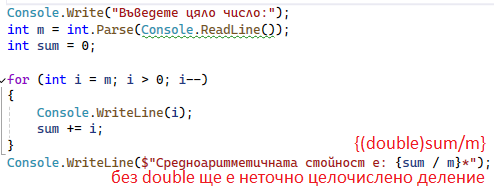 Console.Write("Въведете цяло число:");
int m = int.Parse(Console.ReadLine());
int sum = 0;
for (int i = m; i > 0; i--)
{
Console.WriteLine(i);
sum += i;
}
{(double)sum/m}
Console.WriteLine($"Средноаритметичната стойност е: {sum / m}*");
без double ще е неточно целочислено деление